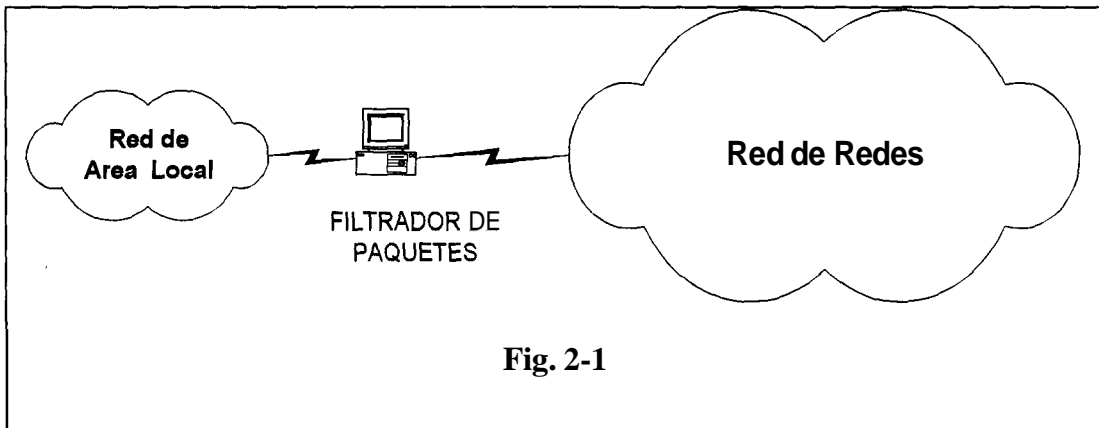 Red de
Area Local
FILTRADOR DE
PAQUETES
Red de Redes
Fig. 2-1